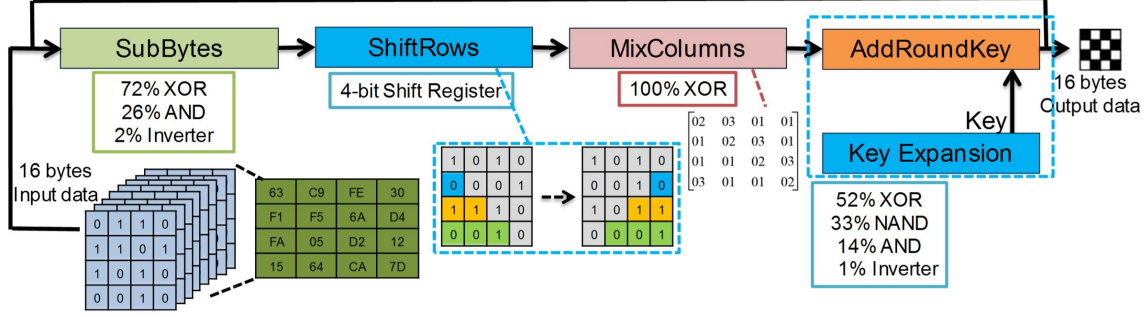 SubBytes
ShiftRows
MixColumns
AddRoundKey
72% XOR
26% AND
2% Inverter
4-bit Shift Register
100% XOR
16 bytes
Output data
Key
Key Expansion
52% XOR
33% NAND
14% AND
1% Inverter
16 bytes
Input data
0 1 1 0
1 1 0 1
1 0 1 0
0 0 1 0
63 C9 FE 30
F1 F5 6A D4
FA 05 D2 12
15 64 CA 7D
1 0 1 0
0 0 0 1
1 1 1 0
0 0 1 0
1 0 1 0
0 0 1 0
1 0 1 1
0 0 0 1
02 03 01 01
01 02 03 01
01 01 02 03
03 01 01 02